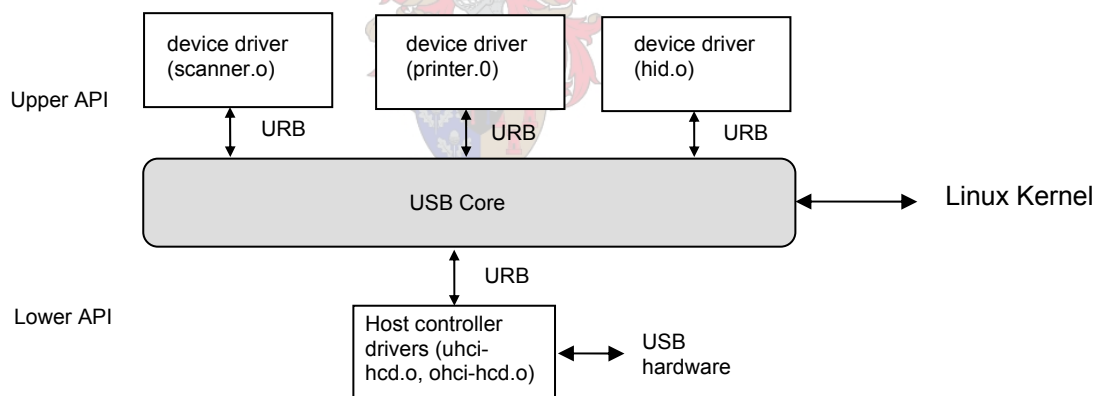 device driver
(scanner.o)
device driver
(printer.0)
device driver
(hid.o)
Upper API
URB
URB
URB
USB Core
Linux Kernel
URB
Lower API
Host controller
drivers (uhci-
hcd.o, ohci-hcd.o)
USB
hardware